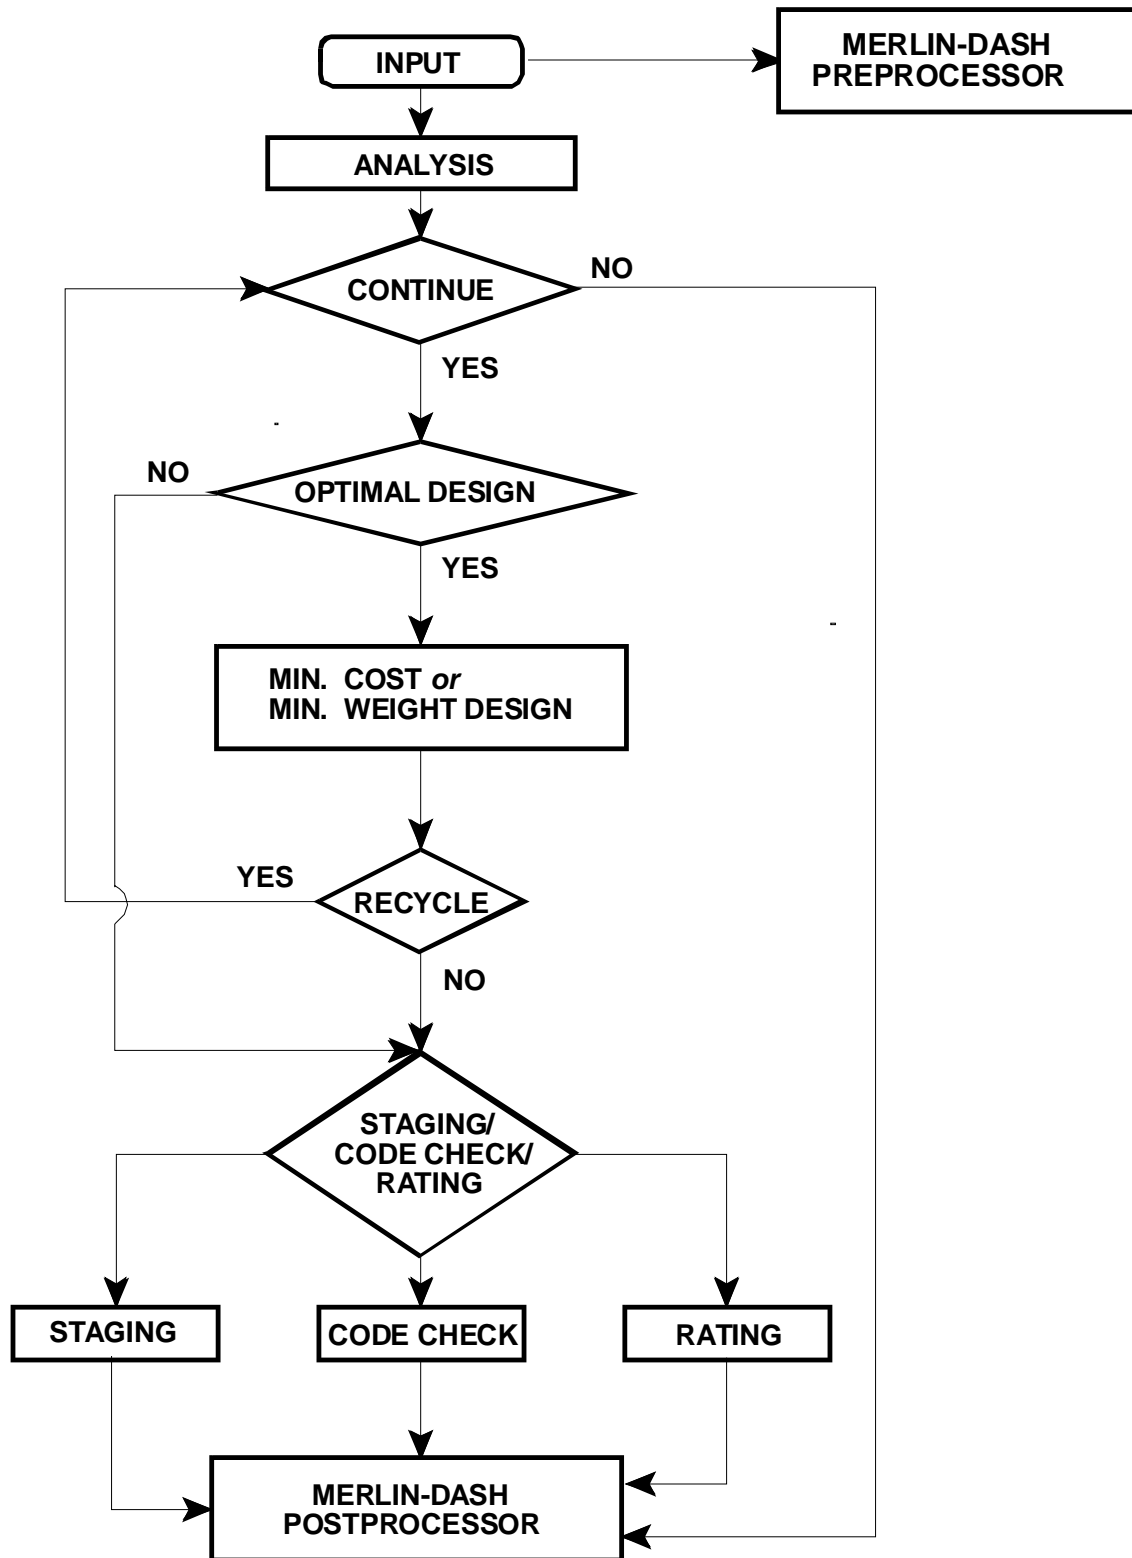 INPUT
MERLIN-DASH
PREPROCESSOR
ANALYSIS
CONTINUE
NO
YES
NO
OPTIMAL DESIGN
YES
MIN. COST or
MIN. WEIGHT DESIGN
YES
RECYCLE
NO
STAGING/
CODE CHECK/
RATING
STAGING
CODE CHECK
RATING
MERLIN-DASH
POSTPROCESSOR